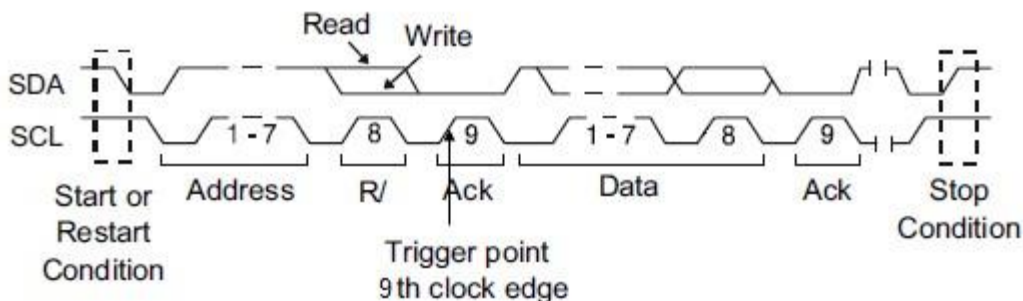 Read
Write
SDA
SCL
1 - 7
8
9
1 - 7
8
9
Address
R/
Ack
Data
Ack
Start or
Restart
Condition
Stop
Condition
Trigger point
9th clock edge